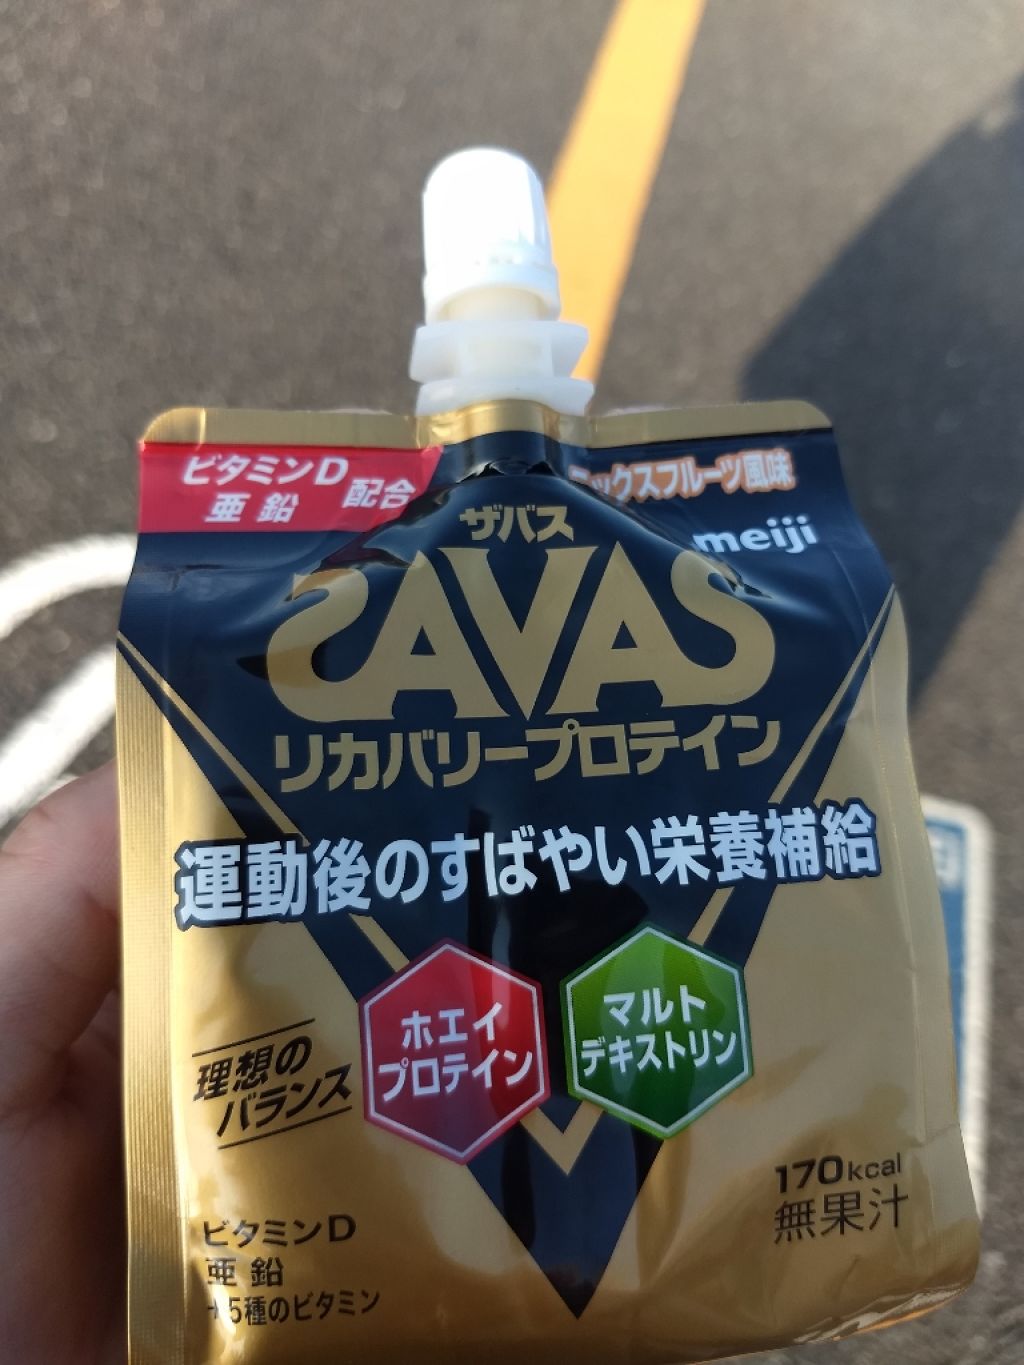 ビタミンD
亜鉛 配合
ミックスフルーツ風味
meiji
ザバス
SAVAS
リカバリープロテイン
運動後のすばやい栄養補給
ホエイ
プロテイン
マルト
デキストリン
理想の
バランス
170kcal
無果汁
ビタミンD
亜鉛
+5種のビタミン